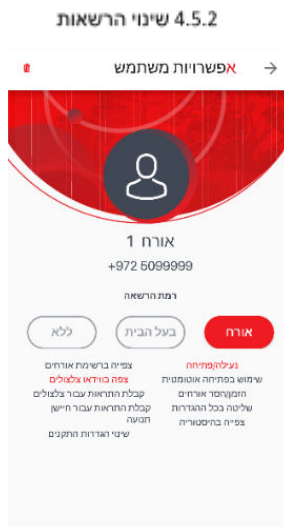 4.5.2 שינוי הרשאות
אפשרויות משתמש
אורח 1
+972 5099999
רמת הרשאה
אורח
בעל הבית
ללא
נעילה/פתיחה
שימוש בפתיחה אוטומטית
הזמן/הסר אורחים
שליטה בכל ההגדרות
צפייה בהיסטוריה
צפייה ברשימת אורחים
צפה בווידאו צלצולים
קבלת התראות עבור צלצולים
קבלת התראות עבור חיישן
תנועה
שינוי הגדרות התקנים